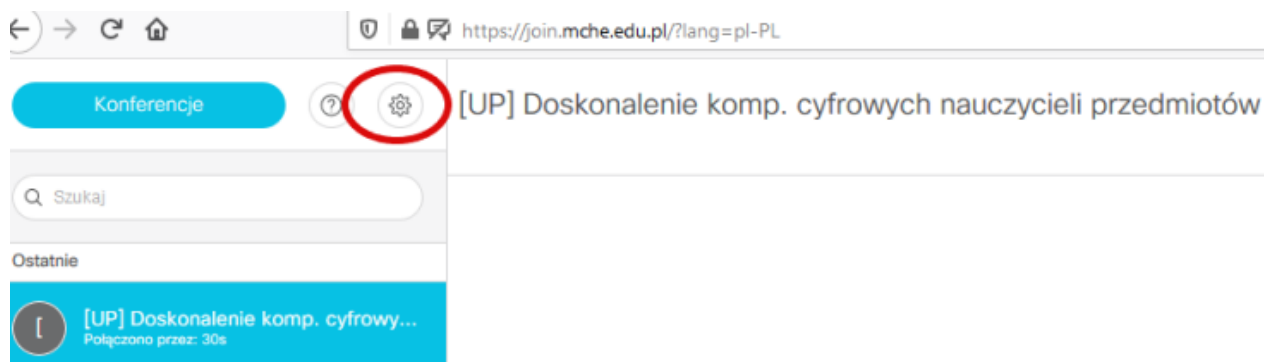 https://join.mche.edu.pl/?lang=pl-PL
Konferencje
[UP] Doskonalenie komp. cyfrowych nauczycieli przedmiotów
Szukaj
Ostatnie
[
[UP] Doskonalenie komp. cyfrowy...
Połączono przez: 30s